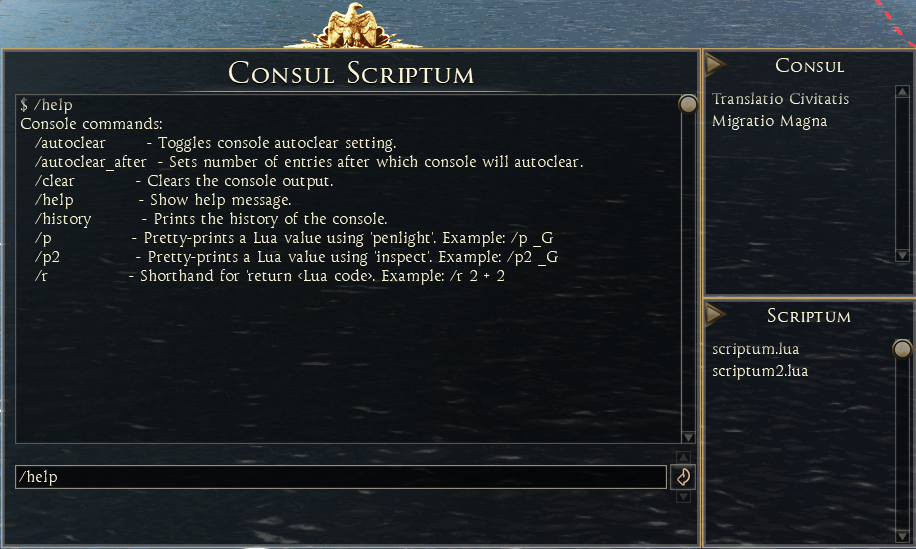 Consul Scriptum
$ /help
Console commands:
/autoclear - Toggles console autoclear setting.
/autoclear_after - Sets number of entries after which console will autoclear.
/clear - Clears the console output.
/help - Show help message.
/history - Prints the history of the console.
/p - Pretty-prints a Lua value using 'penlight'. Example: /p _G
/p2 - Pretty-prints a Lua value using 'inspect'. Example: /p2 _G
/r - Shorthand for 'return <Lua code>. Example: /r 2 + 2
/help
Consul
Translatio Civitatis
Migratio Magna
Scriptum
scriptum.lua
scriptum2.lua